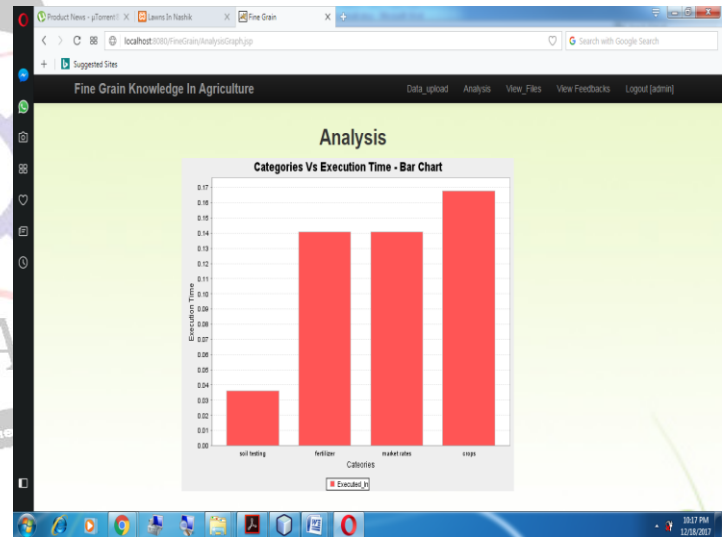 Product News - µTorrent
Lawns In Nashik
Fine Grain
localhost:8080/FineGrain/AnalysisGraph.jsp
Search with Google Search
Suggested Sites
Fine Grain Knowledge In Agriculture
Data_upload
Analysis
View_Files
View Feedbacks
Logout [admin]
Analysis
Categories Vs Execution Time - Bar Chart
0.17
0.16
0.15
0.14
0.13
0.12
0.11
0.10
0.09
0.08
0.07
0.06
0.05
0.04
0.03
0.02
0.01
0.00
Execution Time
soil testing
fertilizer
market rates
crops
Cateories
Executed_In
10:17 PM
12/18/2017